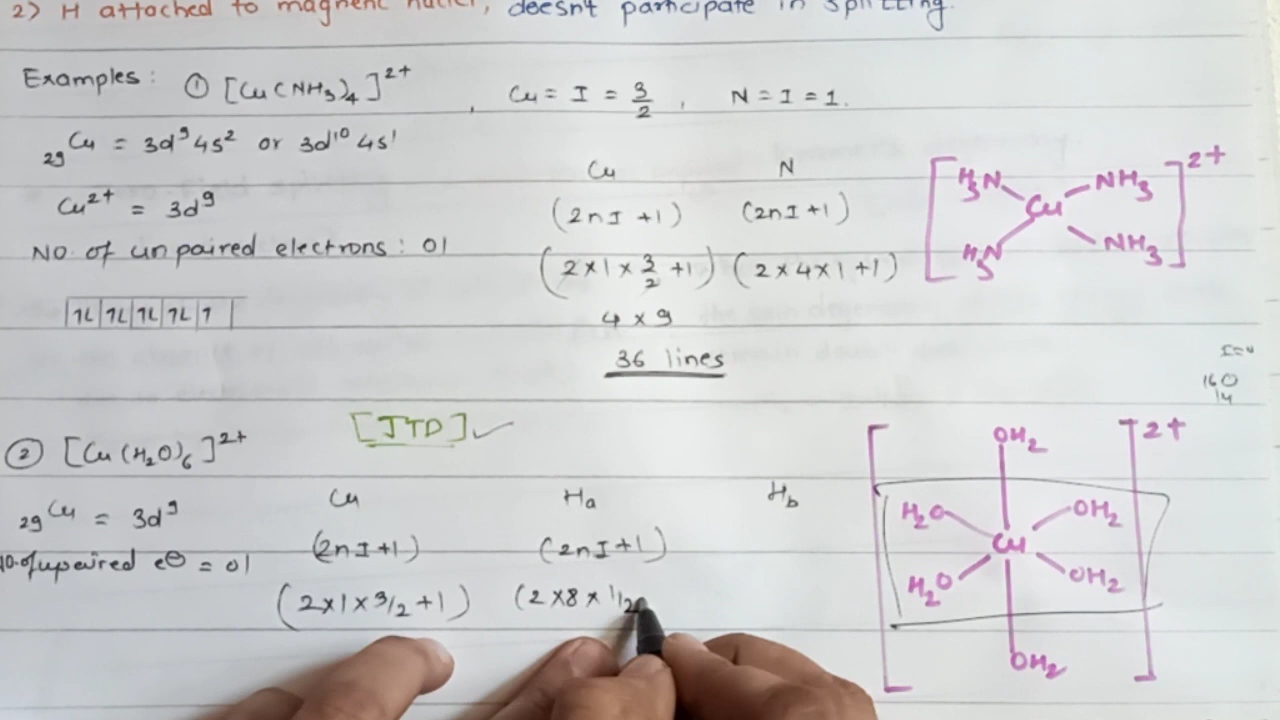 2) H attached to magnetic nuclei, doesn't participate in splitting.
Examples: ① [Cu(NH3)4]2+ , Cu = I = 3/2 , N = I = 1.
29Cu = 3d9 4s2 or 3d10 4s1
Cu2+ = 3d9
NO. of unpaired electrons: 01
1L 1L 1L 1L 1
Cu N
(2nI +1) (2nI +1)
(2×1×3/2+1) (2×4×1+1)
4 × 9
36 lines
[ ]2+
H3N NH3
Cu
H3N NH3
I=0
16O
14
② [Cu(H2O)6]2+ [JTD] ✓
29Cu = 3d9
NO.ofupaired e⊖ = 01
Cu Ha Hb
(2nI+1) (2nI+1)
(2×1×3/2+1) (2×8×1/2
[ ]2+
OH2
H2O OH2
Cu
H2O OH2
OH2